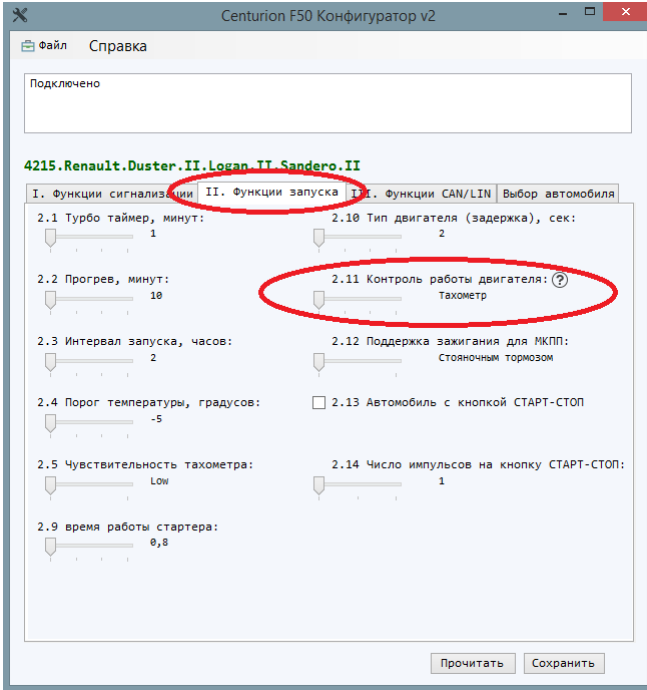 Centurion F50 Конфигуратор v2
Файл Справка
Подключено
4215.Renault.Duster.II.Logan.II.Sandero.II
I. Функции сигнализации II. Функции запуска III. Функции CAN/LIN Выбор автомобиля
2.1 Турбо таймер, минут:
1
2.2 Прогрев, минут:
10
2.3 Интервал запуска, часов:
2
2.4 Порог температуры, градусов:
-5
2.5 Чувствительность тахометра:
Low
2.9 время работы стартера:
0,8
2.10 Тип двигателя (задержка), сек:
2
2.11 Контроль работы двигателя: ?
Тахометр
2.12 Поддержка зажигания для МКПП:
Стояночным тормозом
2.13 Автомобиль с кнопкой СТАРТ-СТОП
2.14 Число импульсов на кнопку СТАРТ-СТОП:
1
Прочитать Сохранить